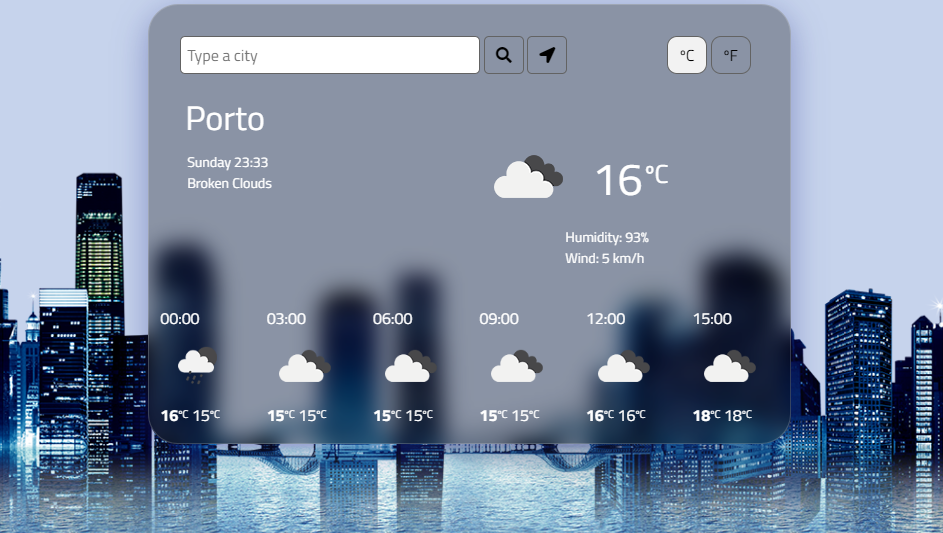 Type a city
°C °F
Porto
Sunday 23:33
Broken Clouds
16°C
Humidity: 93%
Wind: 5 km/h
00:00 03:00 06:00 09:00 12:00 15:00
16°C 15°C 15°C 15°C 15°C 15°C 15°C 15°C 16°C 16°C 18°C 18°C